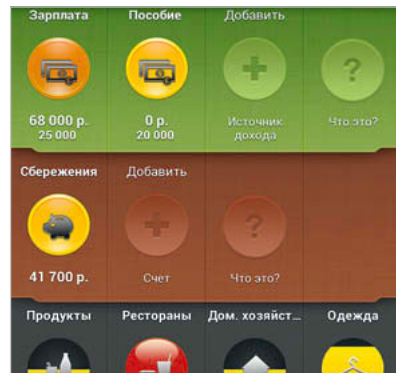 Зарплата Пособие Добавить
68 000 р. 0 р. Источник дохода Что это?
25 000 20 000
Сбережения Добавить
41 700 р. Счет Что это?
Продукты Рестораны Дом. хозяйст... Одежда